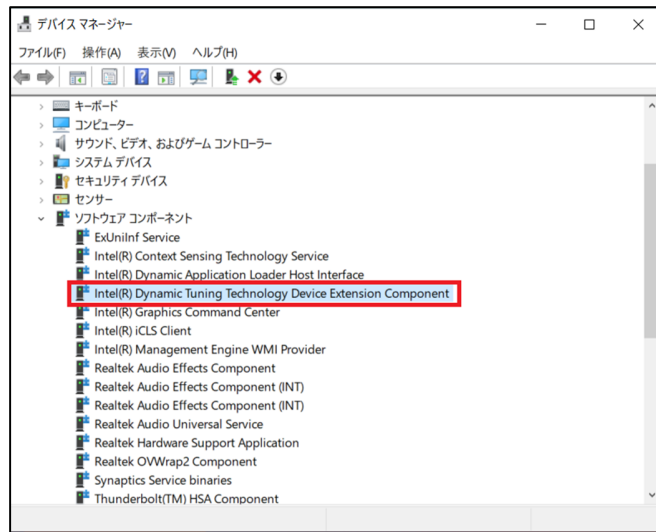 デバイス マネージャー
ファイル(F) 操作(A) 表示(V) ヘルプ(H)
キーボード
コンピューター
サウンド、ビデオ、およびゲーム コントローラー
システム デバイス
セキュリティ デバイス
センサー
ソフトウェア コンポーネント
ExUniInf Service
Intel(R) Context Sensing Technology Service
Intel(R) Dynamic Application Loader Host Interface
Intel(R) Dynamic Tuning Technology Device Extension Component
Intel(R) Graphics Command Center
Intel(R) iCLS Client
Intel(R) Management Engine WMI Provider
Realtek Audio Effects Component
Realtek Audio Effects Component (INT)
Realtek Audio Effects Component (INT)
Realtek Audio Universal Service
Realtek Hardware Support Application
Realtek OVWrap2 Component
Synaptics Service binaries
Thunderbolt(TM) HSA Component